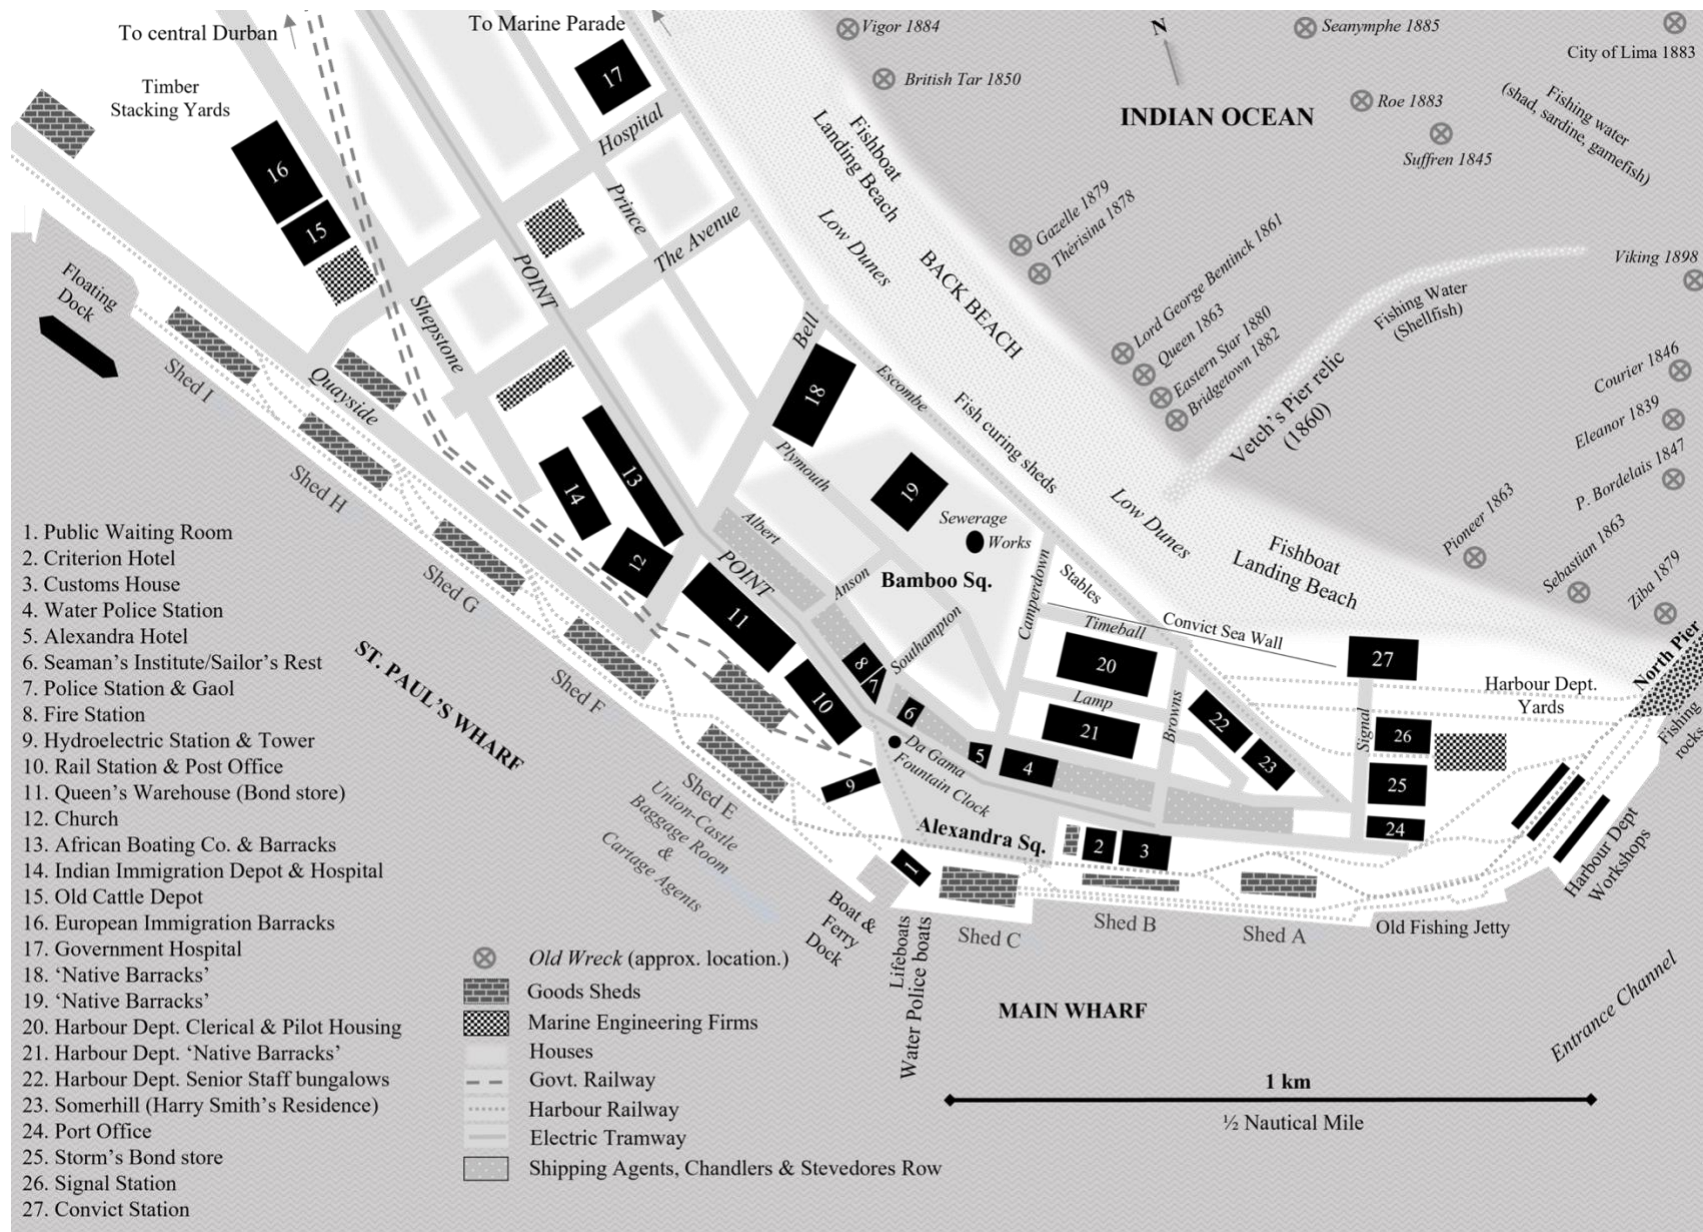 To central Durban
To Marine Parade
Timber
Stacking Yards
Vigor 1884
British Tar 1850
N
Seanymphe 1885
City of Lima 1883
INDIAN OCEAN
Roe 1883
Suffren 1845
Fishing water
(shad, sardine, gamefish)
17
Hospital
16
15
Prince
The Avenue
Fishboat
Landing Beach
Low Dunes
BACK BEACH
Gazelle 1879
Thérisina 1878
Lord George Bentinck 1861
Queen 1863
Eastern Star 1880
Bridgetown 1882
Viking 1898
Fishing Water
(Shellfish)
Vetch's Pier relic
(1860)
Courier 1846
Eleanor 1839
P. Bordelais 1847
Pioneer 1863
Sebastian 1863
Ziba 1879
Floating
Dock
POINT
Shepstone
Quayside
Bell
Escombe
Fish curing sheds
Low Dunes
Fishboat
Landing Beach
Shed I
Shed H
Shed G
Shed F
Shed E
Union-Castle
Baggage Room
&
Cartage Agents
ST. PAUL'S WHARF
18
19
Plymouth
Sewerage
Works
Albert
POINT
Anson
Bamboo Sq.
Southampton
Camperdown
Stables
Timeball
Convict Sea Wall
13
14
12
11
10
8
7
6
5
4
9
20
Lamp
21
Browns
22
23
27
Signal
26
25
24
Harbour Dept.
Yards
North Pier
Fishing
rocks
Harbour Dept
Workshops
Da Gama
Fountain Clock
Alexandra Sq.
1
2
3
Boat &
Ferry
Dock
Lifeboats
Water Police boats
Shed C
Shed B
Shed A
Old Fishing Jetty
MAIN WHARF
Entrance Channel
1 km
½ Nautical Mile
1. Public Waiting Room
2. Criterion Hotel
3. Customs House
4. Water Police Station
5. Alexandra Hotel
6. Seaman's Institute/Sailor's Rest
7. Police Station & Gaol
8. Fire Station
9. Hydroelectric Station & Tower
10. Rail Station & Post Office
11. Queen's Warehouse (Bond store)
12. Church
13. African Boating Co. & Barracks
14. Indian Immigration Depot & Hospital
15. Old Cattle Depot
16. European Immigration Barracks
17. Government Hospital
18. ‘Native Barracks’
19. ‘Native Barracks’
20. Harbour Dept. Clerical & Pilot Housing
21. Harbour Dept. ‘Native Barracks’
22. Harbour Dept. Senior Staff bungalows
23. Somerhill (Harry Smith's Residence)
24. Port Office
25. Storm's Bond store
26. Signal Station
27. Convict Station
Old Wreck (approx. location.)
Goods Sheds
Marine Engineering Firms
Houses
Govt. Railway
Harbour Railway
Electric Tramway
Shipping Agents, Chandlers & Stevedores Row